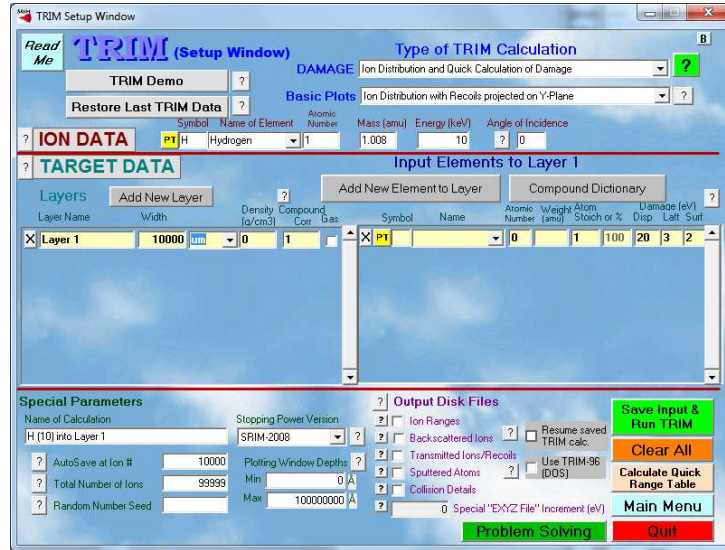 TRIM Setup Window
B
Read Me
TRIM (Setup Window)
Type of TRIM Calculation
DAMAGE Ion Distribution and Quick Calculation of Damage ?
TRIM Demo ?
Restore Last TRIM Data ?
Basic Plots Ion Distribution with Recoils projected on Y-Plane ?
Symbol Name of Element Atomic Number Mass (amu) Energy (keV) Angle of Incidence
? ION DATA PT H Hydrogen 1 1.008 10 ? 0
? TARGET DATA
Input Elements to Layer 1
Layers Add New Layer ?
Add New Element to Layer Compound Dictionary ?
Layer Name Width Density (g/cm3) Compound Corr Gas
Symbol Name Atomic Number Weight (amu) Atom Stoich or % Damage (eV) Disp Latt Surf
X Layer 1 10000 um 0 1
X PT 0 1 100 20 3 2
Special Parameters
Name of Calculation Stopping Power Version
H (10) into Layer 1 SRIM-2008 ?
? AutoSave at Ion # 10000
? Total Number of Ions 99999
? Random Number Seed
Plotting Window Depths ?
Min 0 Å
Max 100000000 Å
? Output Disk Files
? Ion Ranges
? Backscattered Ions
? Transmitted Ions/Recoils
? Sputtered Atoms
? Collision Details
0 Special "EXYZ File" Increment (eV)
? Resume saved TRIM calc.
? Use TRIM-96 (DOS)
Save Input & Run TRIM
Clear All
Calculate Quick Range Table
Main Menu
Problem Solving
Quit